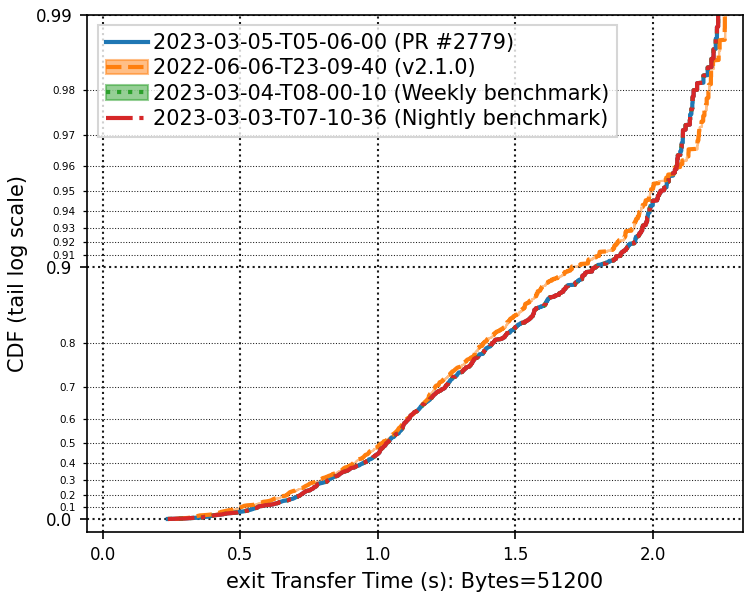 0.99
2023-03-05-T05-06-00 (PR #2779)
2022-06-06-T23-09-40 (v2.1.0)
2023-03-04-T08-00-10 (Weekly benchmark)
2023-03-03-T07-10-36 (Nightly benchmark)
0.98
0.97
0.96
0.95
0.94
0.93
0.92
0.91
0.9
0.8
0.7
0.6
0.5
0.4
0.3
0.2
0.1
0.0
CDF (tail log scale)
0.0 0.5 1.0 1.5 2.0
exit Transfer Time (s): Bytes=51200